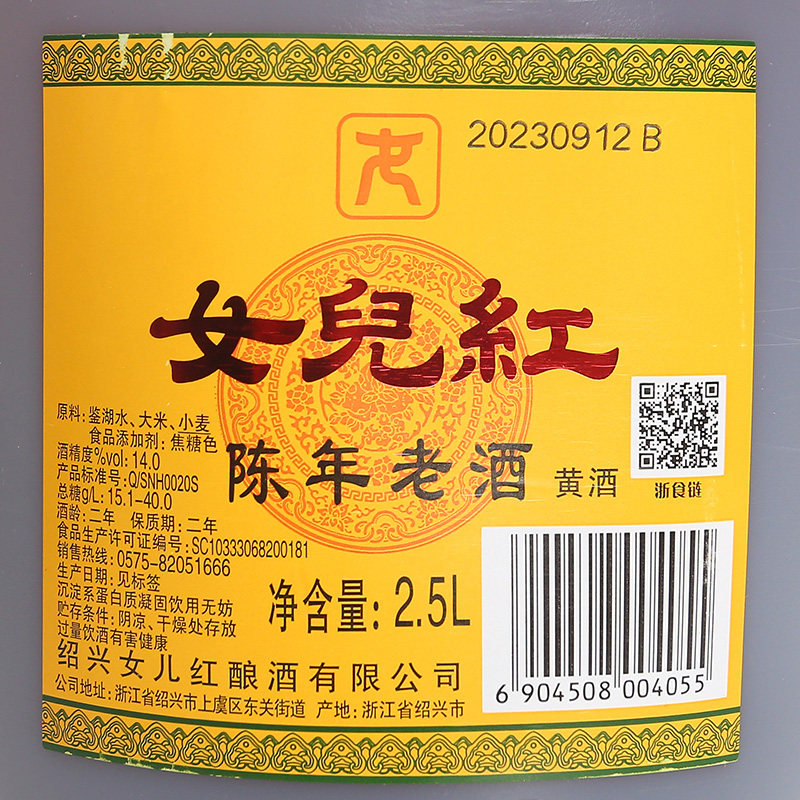 20230912 B
女兒紅
陈年老酒 黄酒
浙食链
原料: 鉴湖水、大米、小麦
食品添加剂: 焦糖色
酒精度%vol: 14.0
产品标准号: Q/SNH0020S
总糖g/L: 15.1-40.0
酒龄: 二年 保质期: 二年
食品生产许可证编号: SC10333068200181
销售热线: 0575-82051666
生产日期: 见标签
沉淀系蛋白质凝固饮用无妨
贮存条件: 阴凉、干燥处存放
过量饮酒有害健康
净含量: 2.5L
绍兴女儿红酿酒有限公司
公司地址: 浙江省绍兴市上虞区东关街道 产地: 浙江省绍兴市
6 904508 004055